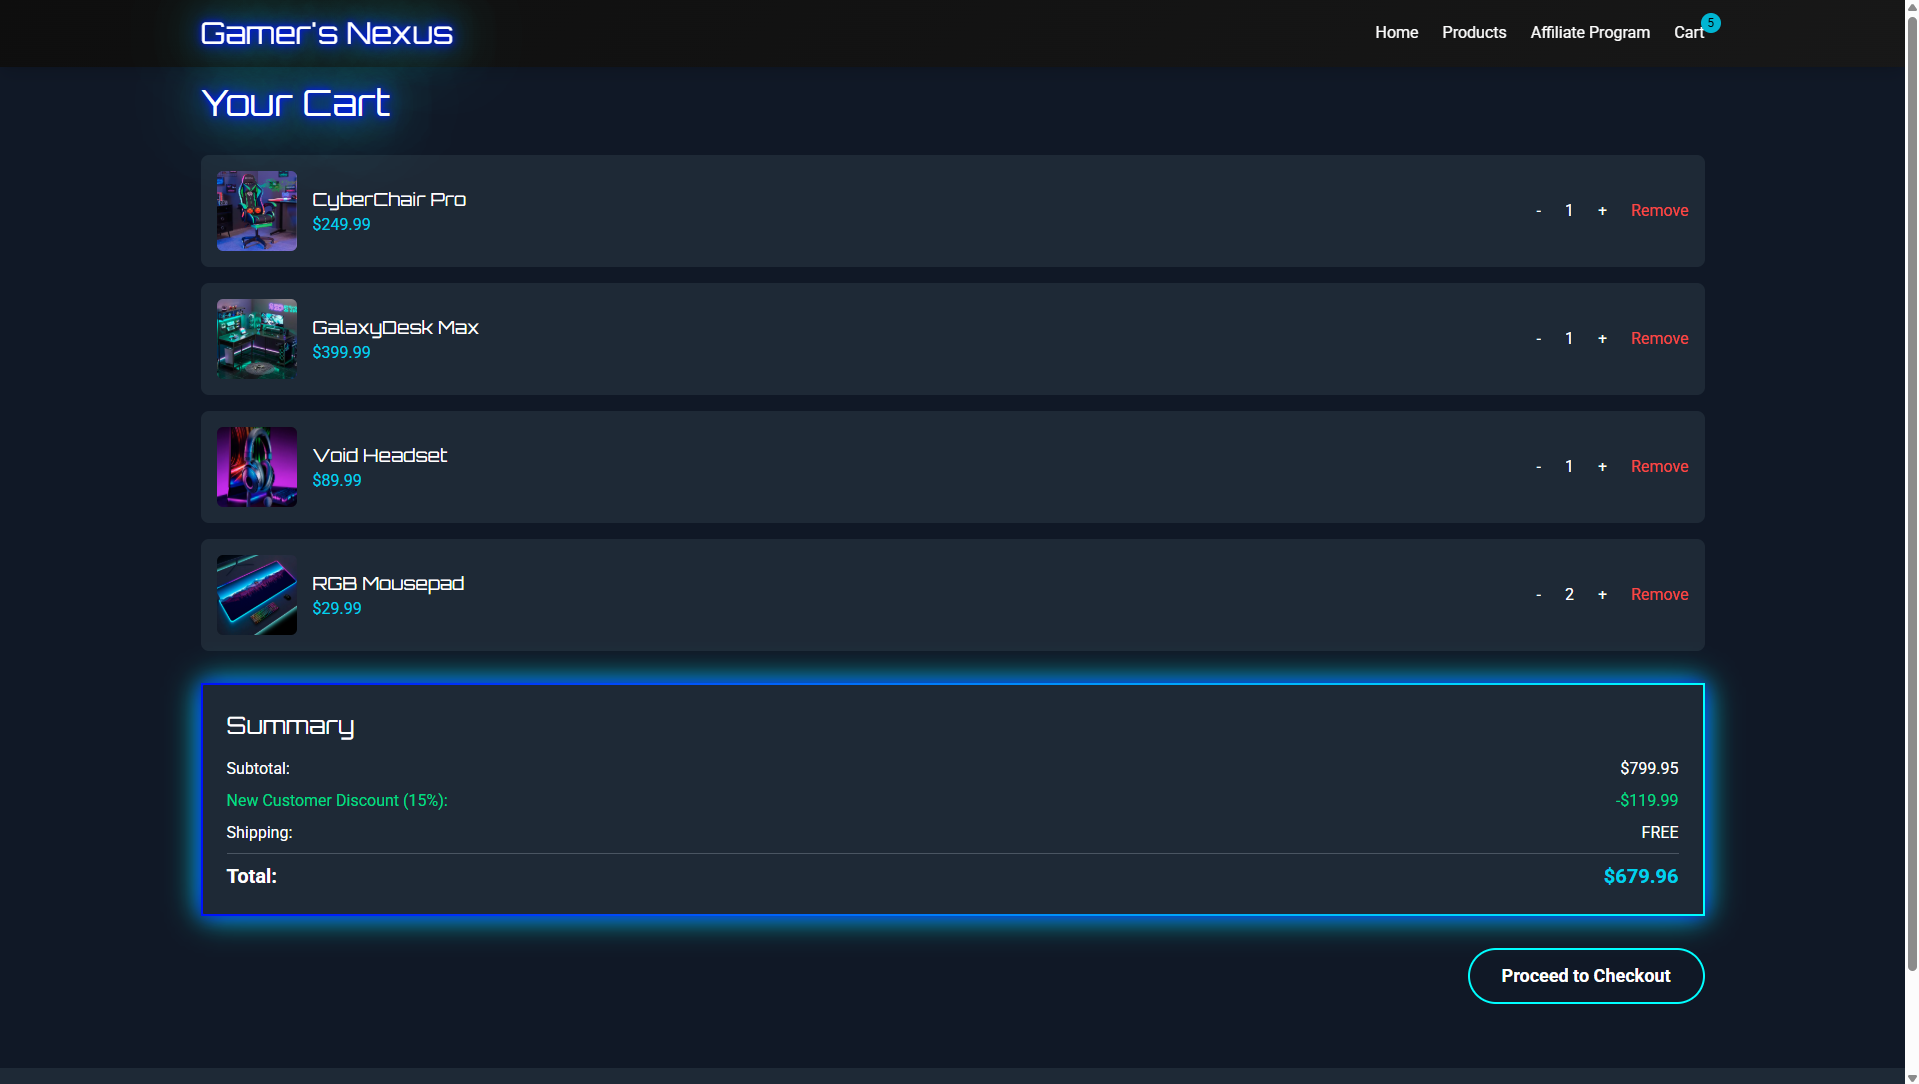 Gamer's Nexus
Home Products Affiliate Program Cart 5
Your Cart
CyberChair Pro
$249.99
- 1 + Remove
GalaxyDesk Max
$399.99
- 1 + Remove
Void Headset
$89.99
- 1 + Remove
RGB Mousepad
$29.99
- 2 + Remove
Summary
Subtotal: $799.95
New Customer Discount (15%): -$119.99
Shipping: FREE
Total: $679.96
Proceed to Checkout